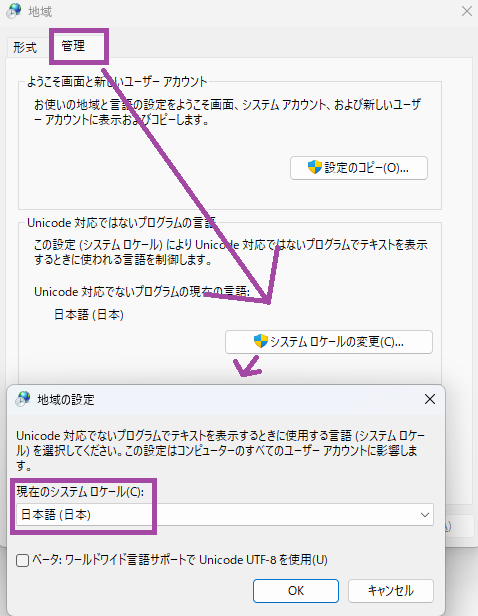 地域
形式
管理
ようこそ画面と新しいユーザー アカウント
お使いの地域と言語の設定をようこそ画面、システム アカウント、および新しいユーザ
ー アカウントに表示およびコピーします。
設定のコピー(O)...
Unicode 対応ではないプログラムの言語
この設定 (システム ロケール) により Unicode 対応ではないプログラムでテキストを表示
するときに使われる言語を制御します。
Unicode 対応でないプログラムの現在の言語:
日本語 (日本)
システム ロケールの変更(C)...
地域の設定
Unicode 対応でないプログラムでテキストを表示するときに使用する言語 (システム ロケー
ル) を選択してください。この設定はコンピューターのすべてのユーザー アカウントに影響しま
す。
現在のシステム ロケール(C):
日本語 (日本)
ベータ: ワールドワイド言語サポートで Unicode UTF-8 を使用(U)
OK
キャンセル